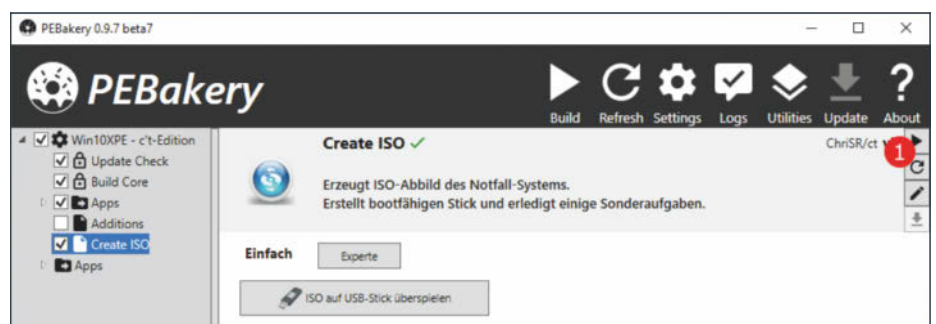 PEBakery 0.9.7 beta7
PEBakery
Build Refresh Settings Logs Utilities Update About
Win10XPE - c't-Edition
Update Check
Build Core
Apps
Additions
Create ISO
Apps
Create ISO
ChriSR/ct
1
Erzeugt ISO-Abbild des Notfall-Systems.
Erstellt bootfähigen Stick und erledigt einige Sonderaufgaben.
Einfach Experte
ISO auf USB-Stick überspielen